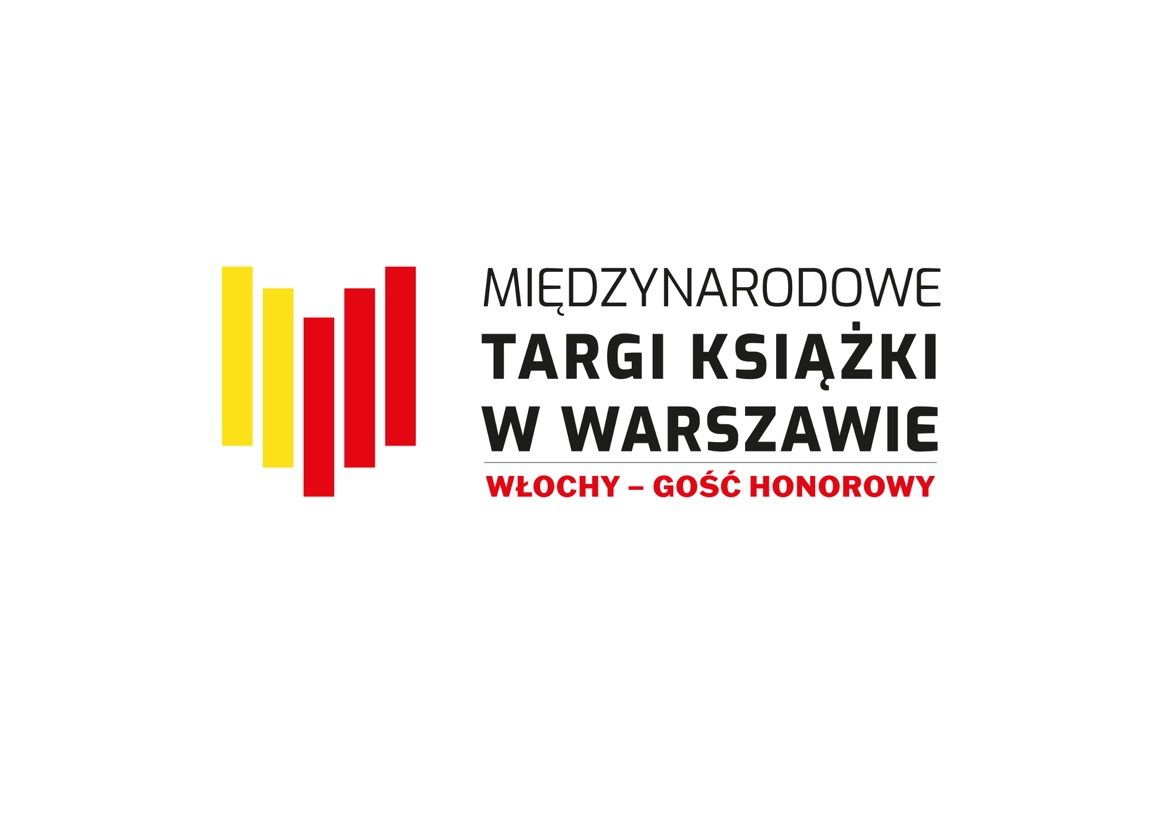 MIĘDZYNARODOWE
TARGI KSIĄŻKI
W WARSZAWIE
WŁOCHY – GOŚĆ HONOROWY